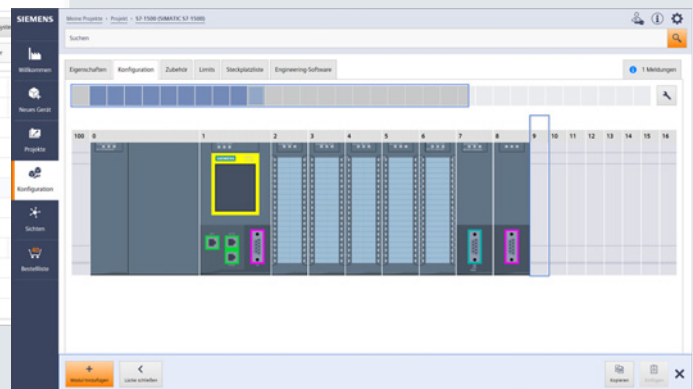 SIEMENS
Meine Projekte › Projekt › S7 1500 (SIMATIC S7 1500)
Suchen
Willkommen
Neues Gerät
Projekte
Konfiguration
Sichten
Bestellliste
Eigenschaften Konfiguration Zubehör Limits Steckplatzliste Engineering Software
1 Meldungen
100 0 1 2 3 4 5 6 7 8 9 10 11 12 13 14 15 16
SIEMENS
Modul hinzufügen
Lücke schließen
Kopieren
Einfügen